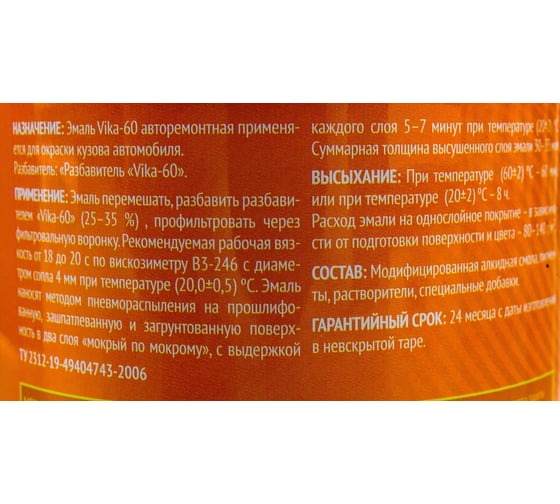 НАЗНАЧЕНИЕ: Эмаль Vika-60 авторемонтная применя-
ется для окраски кузова автомобиля.
Разбавитель: «Разбавитель «Vika-60».
ПРИМЕНЕНИЕ: Эмаль перемешать, разбавить разбави-
телем «Vika-60» (25–35 %) , профильтровать через
фильтровальную воронку. Рекомендуемая рабочая вяз-
кость от 18 до 20 с по вискозиметру ВЗ-246 с диаме-
тром сопла 4 мм при температуре (20,0±0,5) °С. Эмаль
наносят методом пневмораспыления на прошлифо-
ванную, зашпатлеванную и загрунтованную поверх-
ность в два слоя «мокрый по мокрому», с выдержкой
ТУ 2312-19-49404743-2006
каждого слоя 5–7 минут при температуре
Суммарная толщина высушенного слоя эмали
ВЫСЫХАНИЕ: При температуре (60±2) °С – 60
или при температуре (20±2) °С – 8 ч.
Расход эмали на однослойное покрытие – в
сти от подготовки поверхности и цвета – 80–140
СОСТАВ: Модифицированная алкидная смола,
ты, растворители, специальные добавки.
ГАРАНТИЙНЫЙ СРОК: 24 месяца с даты изготовления
в невскрытой таре.